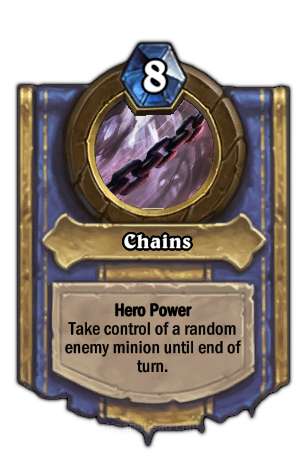 8
Chains
Hero Power
Take control of a random
enemy minion until end of
turn.